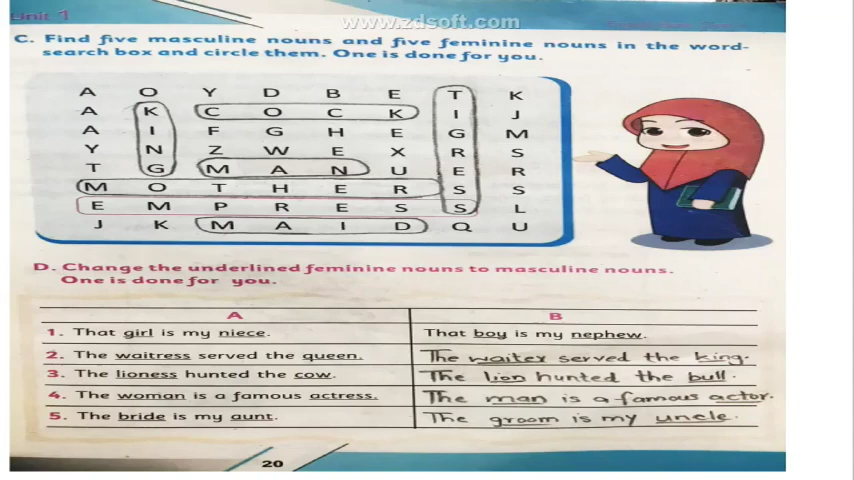 Unit 1
www.zdsoft.com
C. Find five masculine nouns and five feminine nouns in the word-
search box and circle them. One is done for you.
A O Y D B E T K
A K C O C K I J
A I F G H E G M
Y N Z W E X R S
T G M A N U E R
M O T H E R S S
E M P R E S S L
J K M A I D Q U
D. Change the underlined feminine nouns to masculine nouns.
One is done for you.
A B
1. That girl is my niece. That boy is my nephew.
2. The waitress served the queen. The waiter served the king.
3. The lioness hunted the cow. The lion hunted the bull.
4. The woman is a famous actress. The man is a famous actor.
5. The bride is my aunt. The groom is my uncle.
20